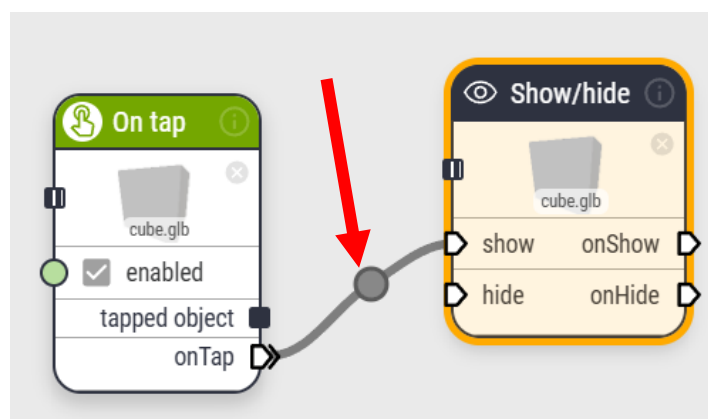 On tap
cube.glb
enabled
tapped object
onTap
Show/hide
cube.glb
show onShow
hide onHide